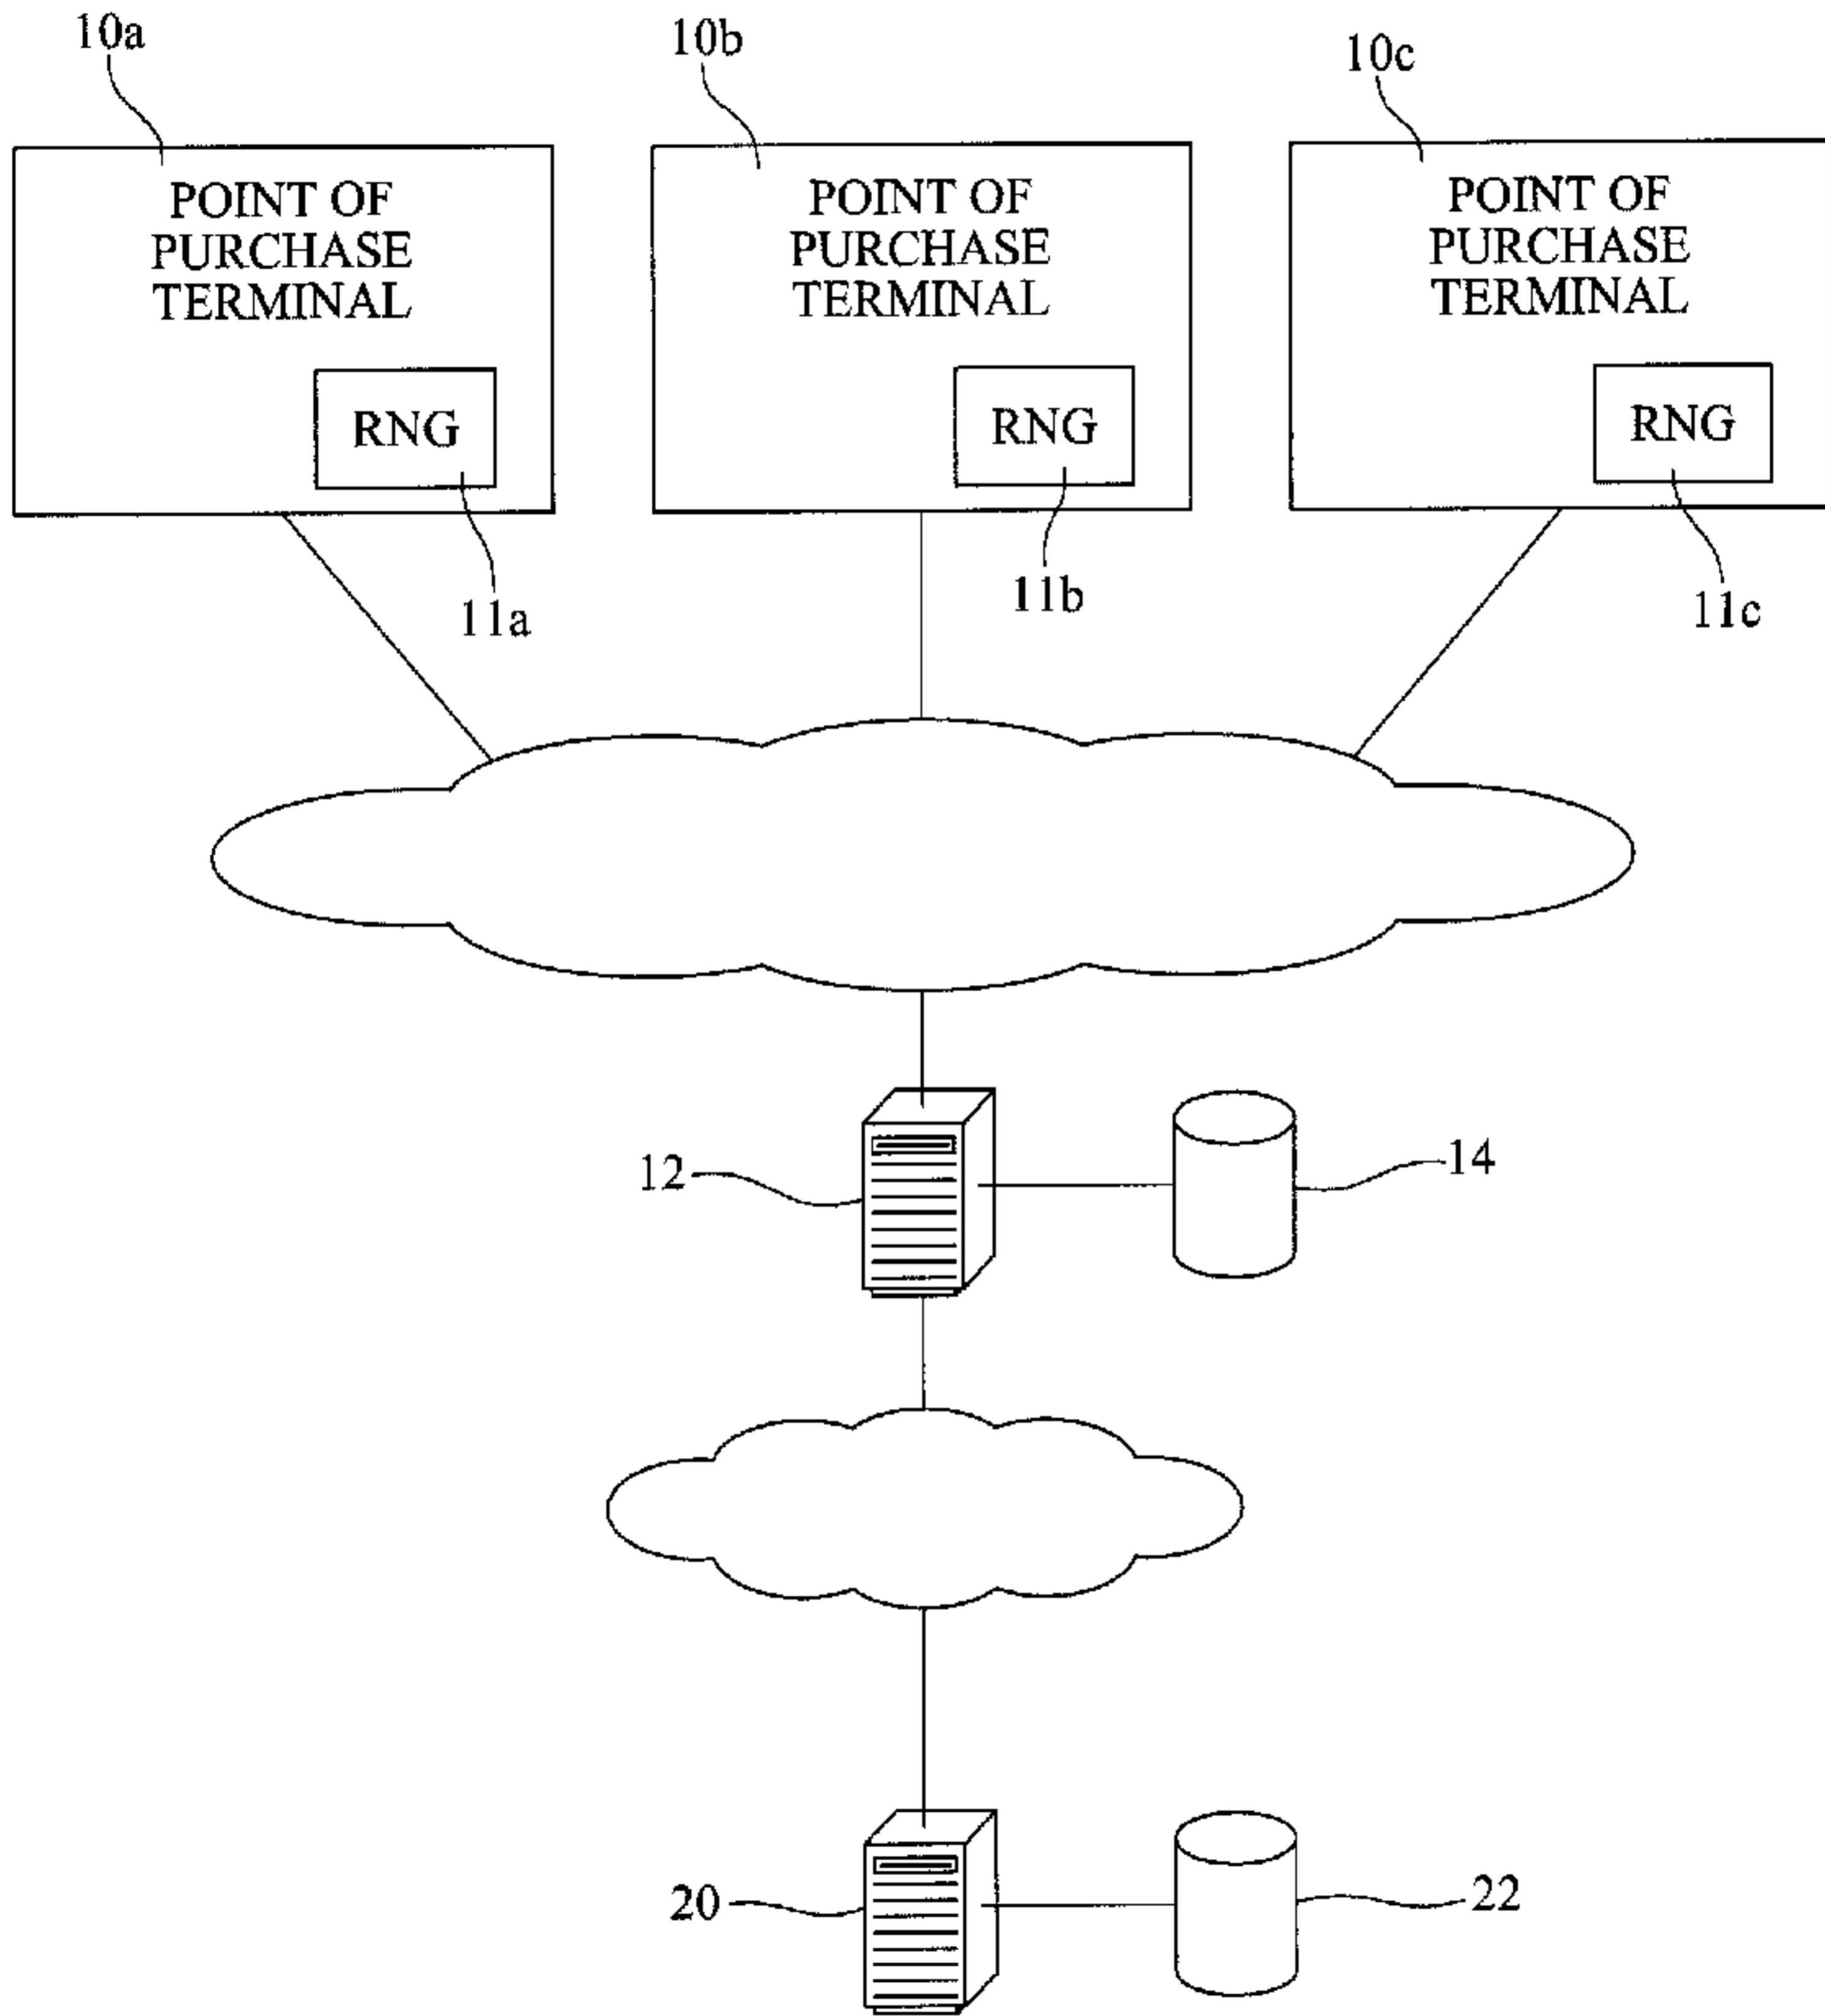 10a
10b
10c
POINT OF
PURCHASE
TERMINAL
RNG
11a
POINT OF
PURCHASE
TERMINAL
RNG
11b
POINT OF
PURCHASE
TERMINAL
RNG
11c
12
14
20
22